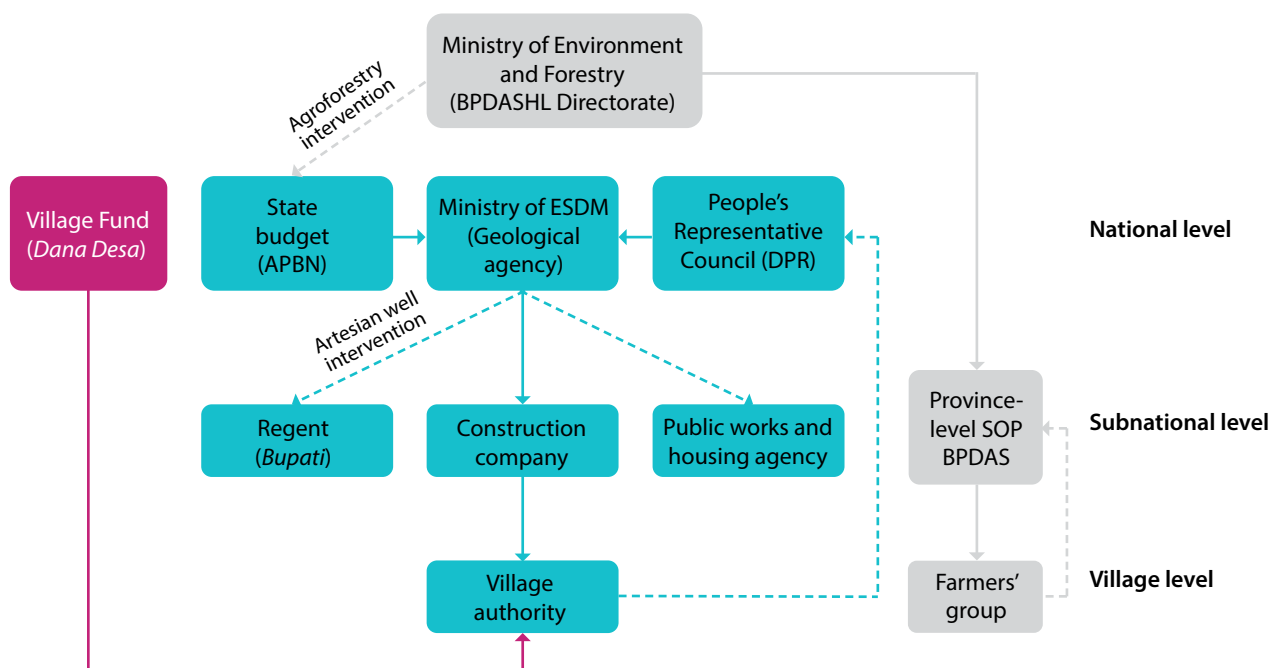 Ministry of Environment
and Forestry
(BPDASHL Directorate)
Agroforestry
intervention
Village Fund
(Dana Desa)
State
budget
(APBN)
Ministry of ESDM
(Geological
agency)
People’s
Representative
Council (DPR)
National level
Artesian well
intervention
Regent
(Bupati)
Construction
company
Public works and
housing agency
Province-
level SOP
BPDAS
Subnational level
Village
authority
Farmers’
group
Village level